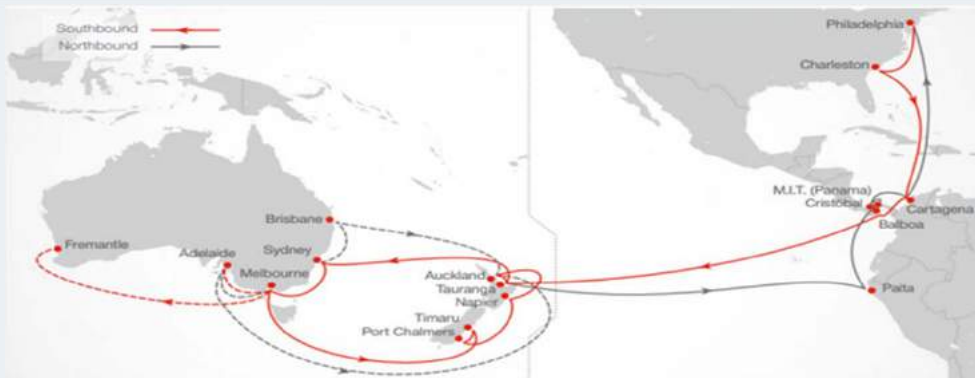 Southbound
Northbound
Philadelphia
Charleston
M.I.T. (Panama)
Cristóbal
Cartagena
Balboa
Brisbane
Fremantle
Adelaide
Sydney
Melbourne
Auckland
Tauranga
Napier
Paita
Timaru
Port Chalmers